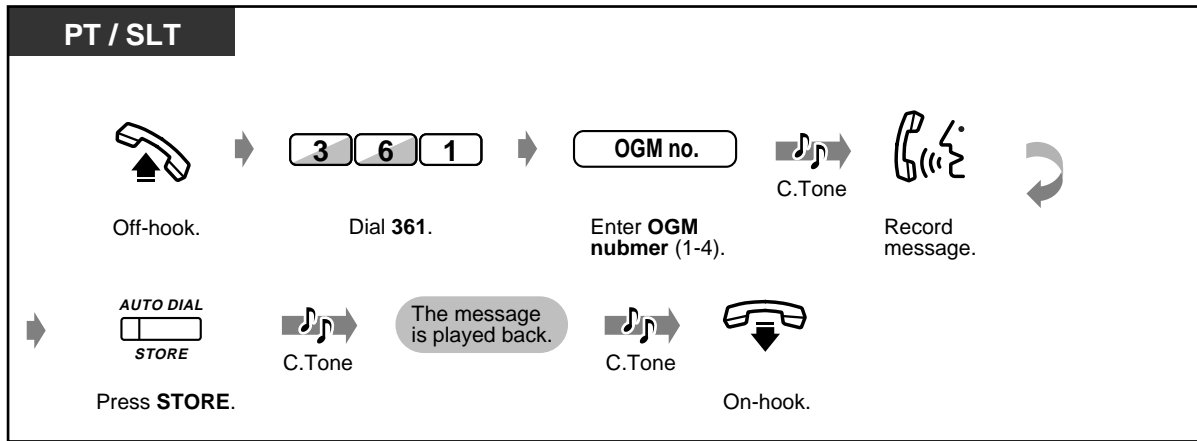 PT / SLT
3 6 1
OGM no.
C.Tone
Off-hook.
Dial 361.
Enter OGM
nubmer (1-4).
Record
message.
AUTO DIAL
STORE
C.Tone
The message
is played back.
C.Tone
Press STORE.
On-hook.